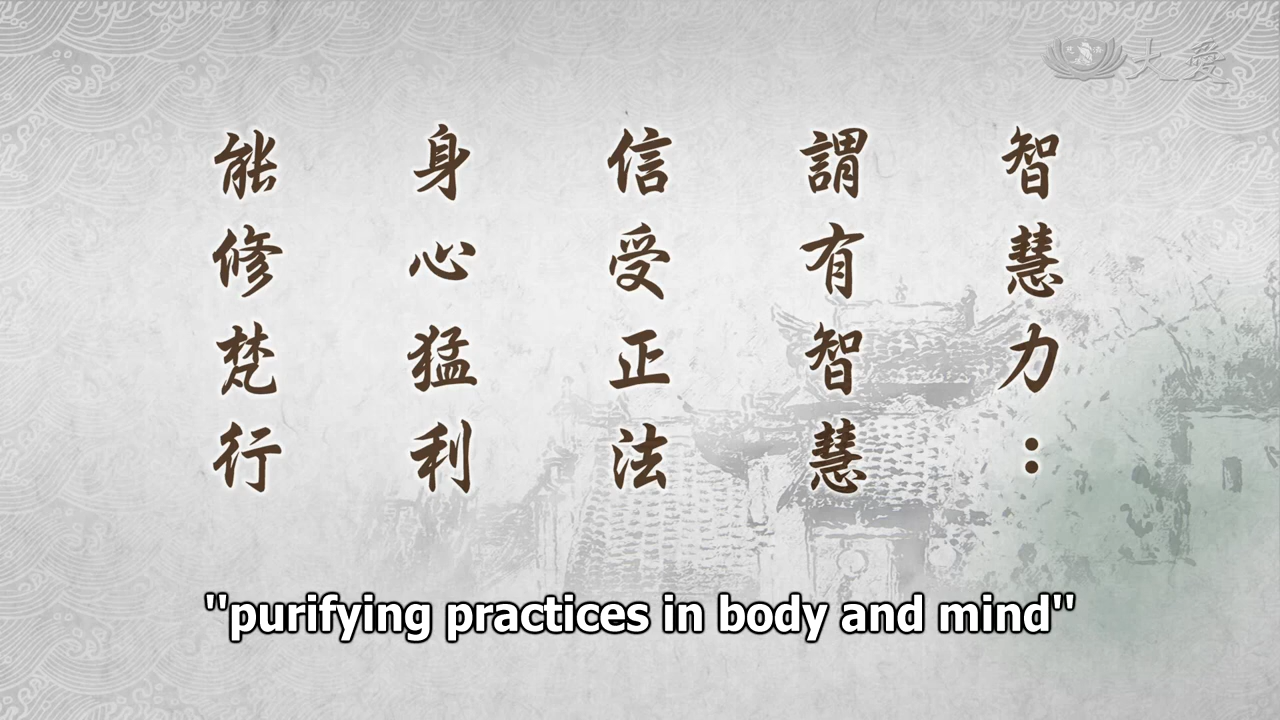 大愛
智慧力：
謂有智慧
信受正法
身心猛利
能修梵行
"purifying practices in body and mind"